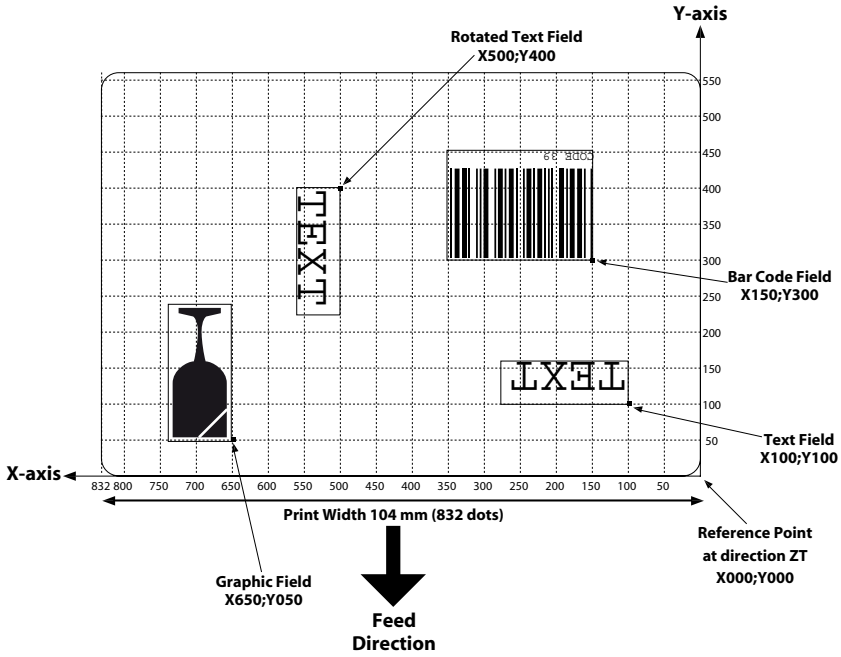 Y-axis
Rotated Text Field
X500;Y400
550
500
CODE 39
450
400
TEXT
350
300
Bar Code Field
X150;Y300
250
200
150
TEXT
100
Text Field
X100;Y100
50
X-axis
832 800 750 700 650 600 550 500 450 400 350 300 250 200 150 100 50
Print Width 104 mm (832 dots)
Reference Point
at direction ZT
X000;Y000
Graphic Field
X650;Y050
Feed
Direction